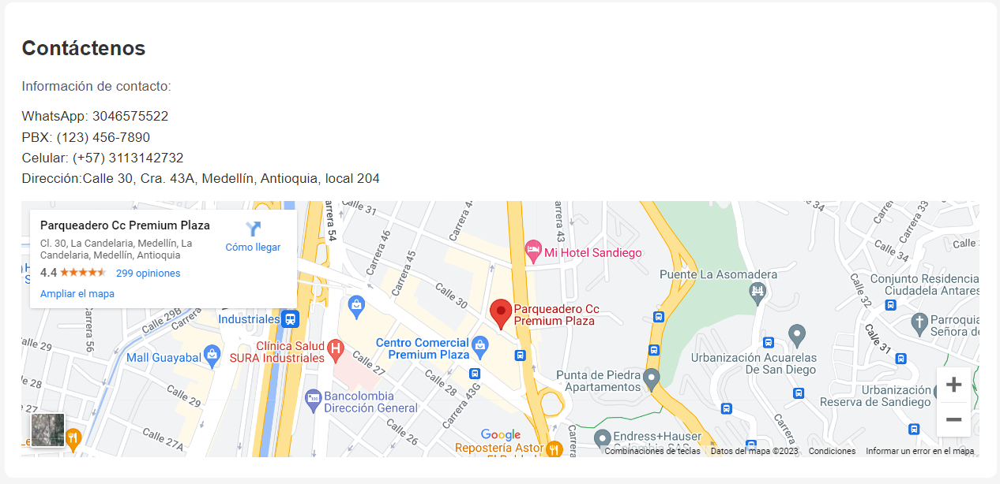 Contáctenos
Información de contacto:
WhatsApp: 3046575522
PBX: (123) 456-7890
Celular: (+57) 3113142732
Dirección:Calle 30, Cra. 43A, Medellín, Antioquia, local 204
Parqueadero Cc Premium Plaza
Cl. 30, La Candelaria, Medellín, La
Candelaria, Medellín, Antioquia
4.4
299 opiniones
Ampliar el mapa
Cómo llegar
Calle 31
Carrera 46
Carrera 45
Carrera 43
Mi Hotel Sandiego
Puente La Asomadera
Calle 34
Carrera 33
Calle 32
Calle 31
Conjunto Residencia
Ciudadela Antares
Parroquia
Señora de
Calle 30
Parqueadero Cc
Premium Plaza
Industriales
Calle 29B
Carrera 56
Carrera
Clínica Salud
SURA Industriales
Centro Comercial
Premium Plaza
Mall Guayabal
Calle 27
Calle 28
Carrera 43G
Calle 29
Calle 27A
Bancolombia
Dirección General
Punta de Piedra
Apartamentos
Urbanización Acuarelas
De San Diego
Urbanización
Reserva de Sandiego
Carrera
Google
Repostería Astor
Endress+Hauser
Combinaciones de teclas
Datos del mapa ©2023
Condiciones
Informar un error en el mapa